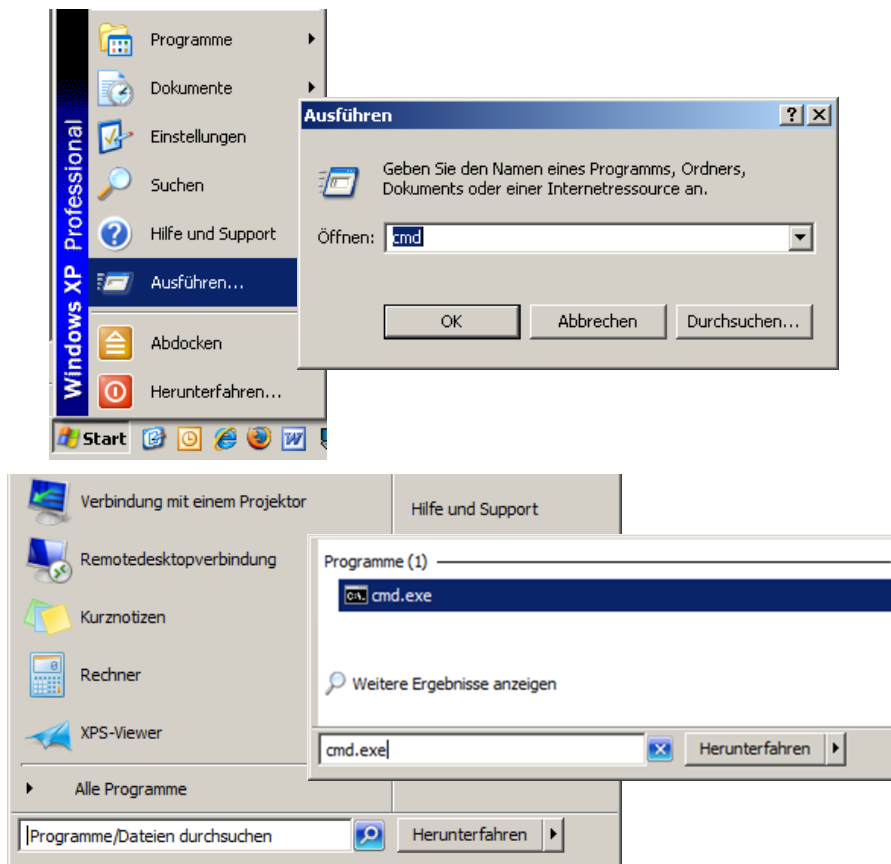 Programme
Dokumente
Einstellungen
Suchen
Hilfe und Support
Ausführen...
Abdocken
Herunterfahren...
Windows XP Professional
Start
Ausführen
Geben Sie den Namen eines Programms, Ordners,
Dokuments oder einer Internetressource an.
Öffnen: cmd
OK Abbrechen Durchsuchen...
Verbindung mit einem Projektor
Remotedesktopverbindung
Kurznotizen
Rechner
XPS-Viewer
Alle Programme
Programme/Dateien durchsuchen
Herunterfahren
Hilfe und Support
Programme (1)
cmd.exe
Weitere Ergebnisse anzeigen
cmd.exe
Herunterfahren